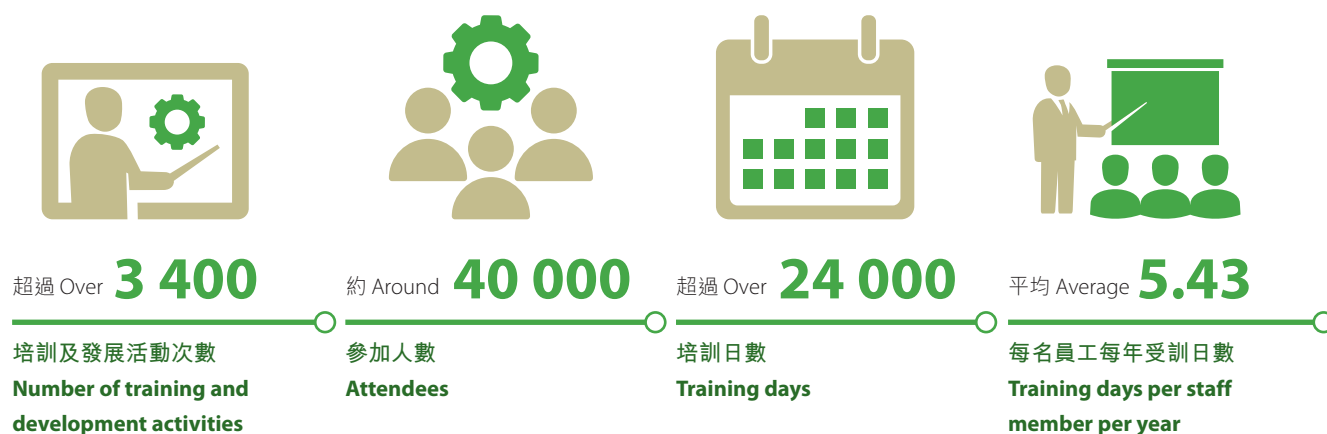 超過 Over 3 400
培訓及發展活動次數
Number of training and
development activities
約 Around 40 000
參加人數
Attendees
超過 Over 24 000
培訓日數
Training days
平均 Average 5.43
每名員工每年受訓日數
Training days per staff
member per year